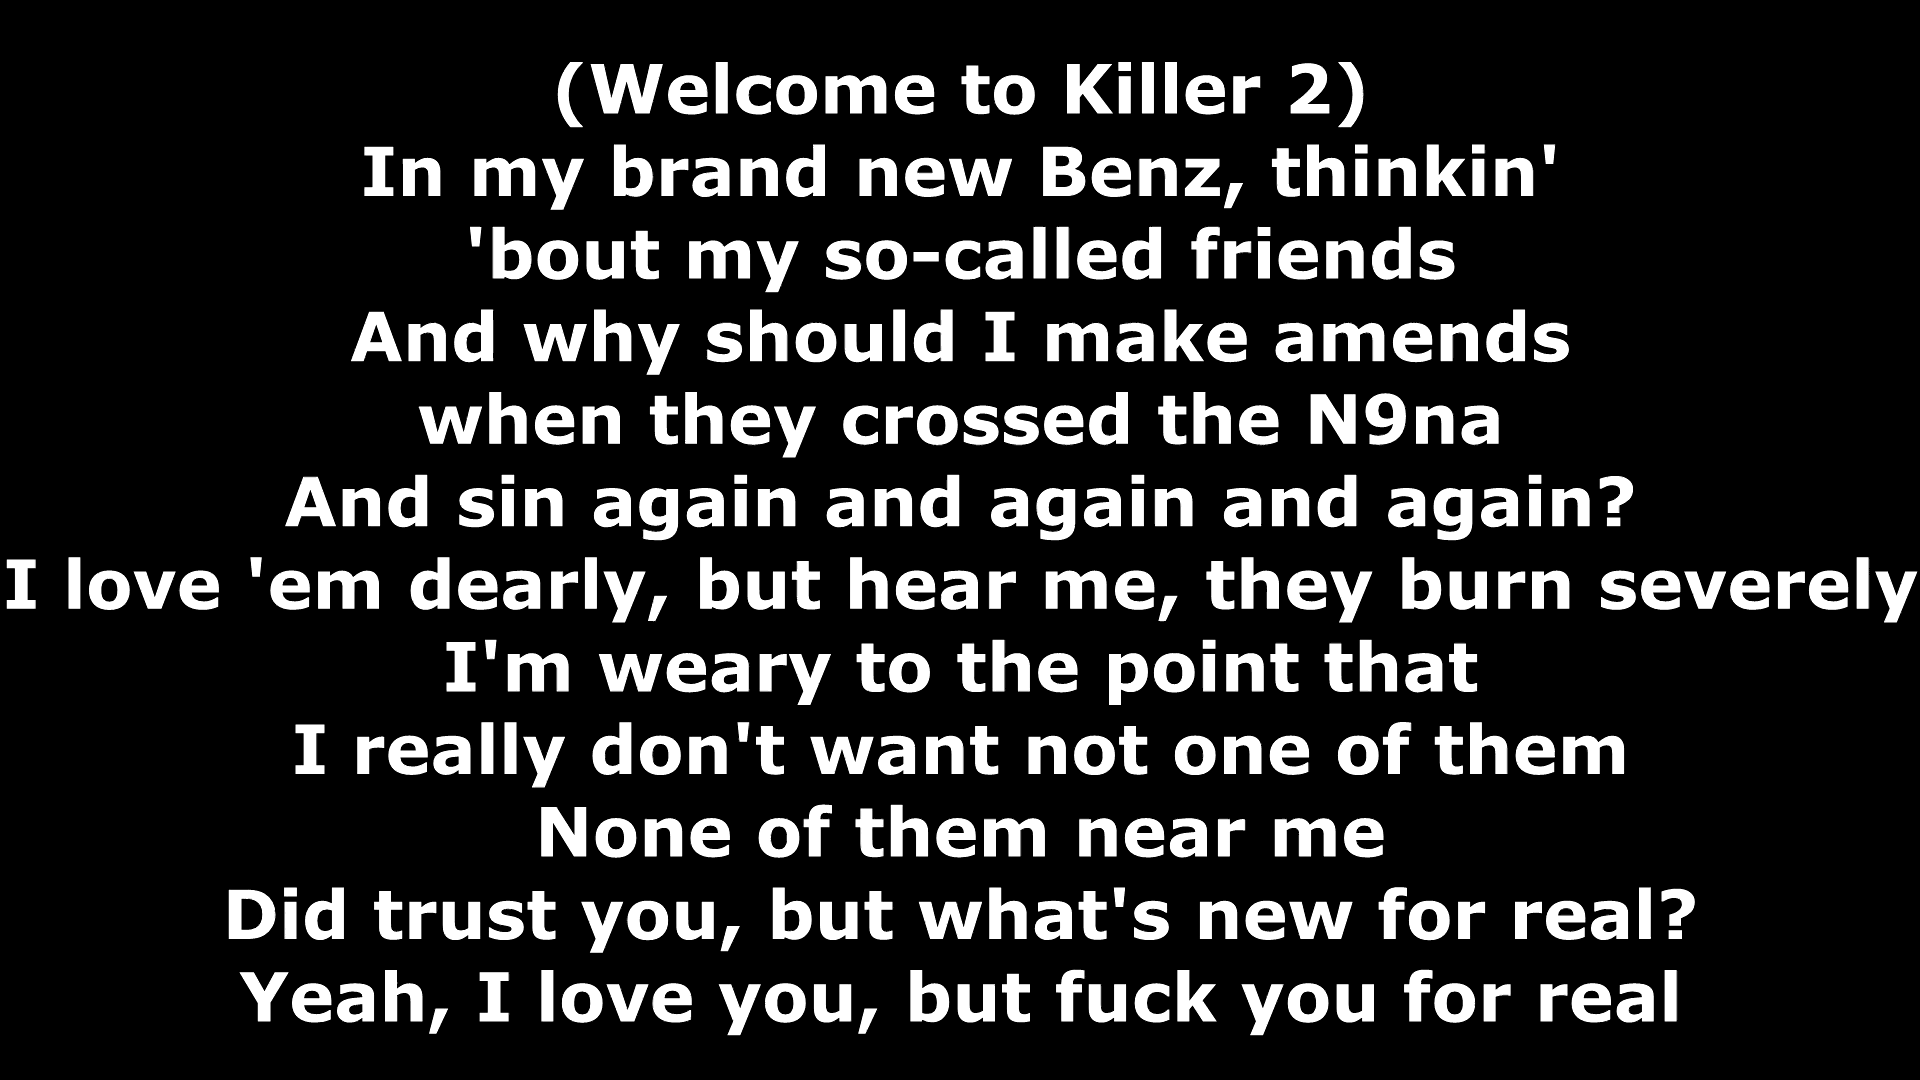 (Welcome to Killer 2)
In my brand new Benz, thinkin'
'bout my so-called friends
And why should I make amends
when they crossed the N9na
And sin again and again and again?
I love 'em dearly, but hear me, they burn severely
I'm weary to the point that
I really don't want not one of them
None of them near me
Did trust you, but what's new for real?
Yeah, I love you, but fuck you for real